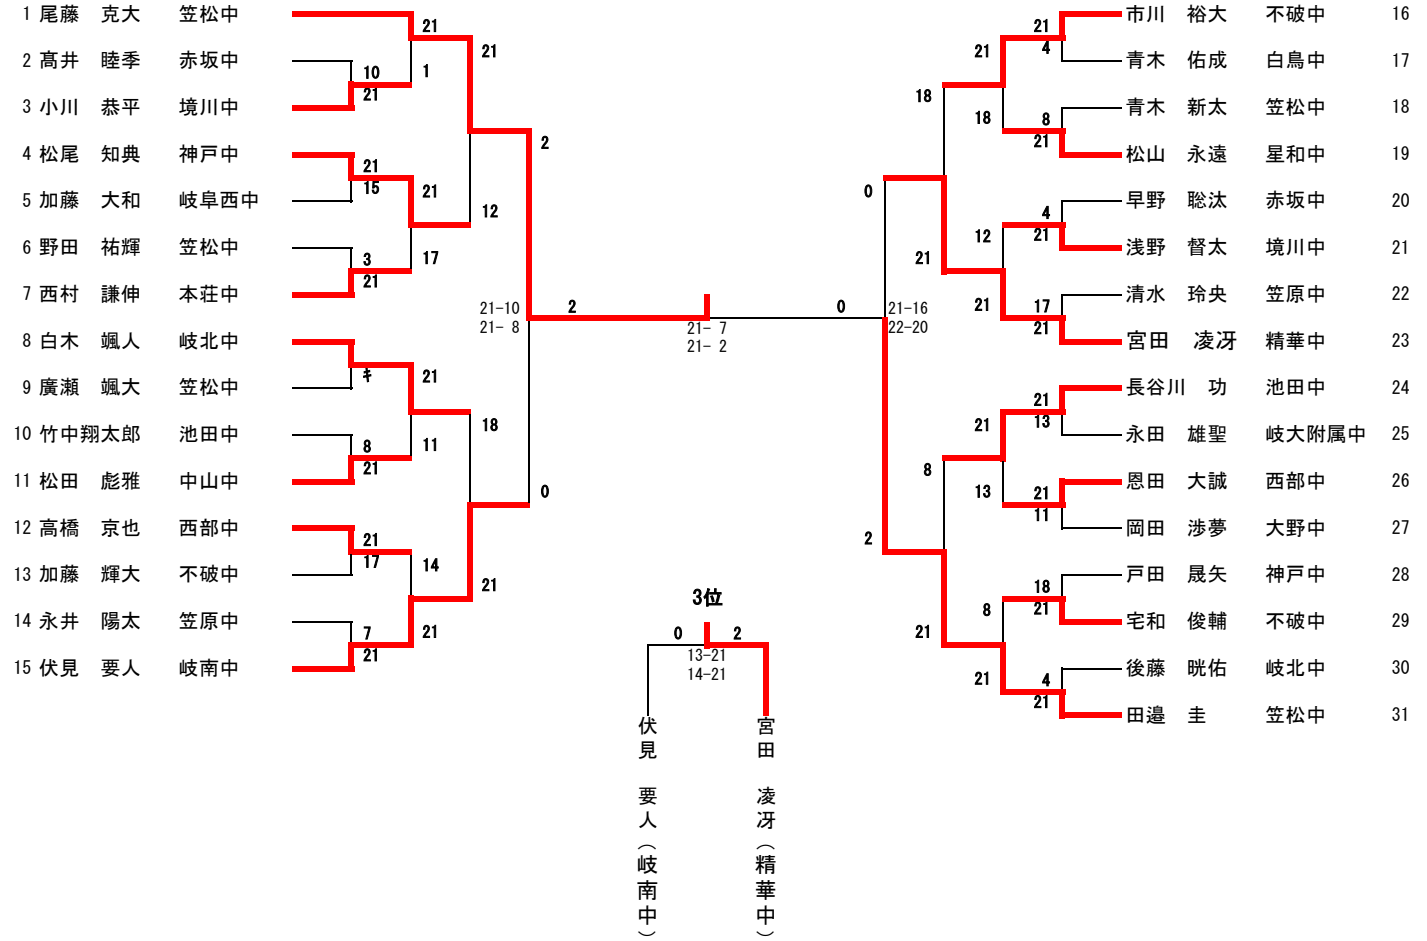 1 尾藤 克大 笠松中
2 髙井 睦季 赤坂中
3 小川 恭平 境川中
4 松尾 知典 神戸中
5 加藤 大和 岐阜西中
6 野田 祐輝 笠松中
7 西村 謙伸 本荘中
8 白木 颯人 岐北中
9 廣瀬 颯大 笠松中
10 竹中翔太郎 池田中
11 松田 彪雅 中山中
12 高橋 京也 西部中
13 加藤 輝大 不破中
14 永井 陽太 笠原中
15 伏見 要人 岐南中
21
10
21
1
21
15
3
21
21
17
21
12
キ
8
21
21
11
21
17
7
21
14
21
18
21
2
0
21-10
21- 8
2
21- 7
21- 2
0
21-16
22-20
0
2
18
21
8
21
21
18
12
21
21
13
8
21
21
4
8
21
4
21
17
21
21
13
21
11
18
21
4
21
市川 裕大 不破中 16
青木 佑成 白鳥中 17
青木 新太 笠松中 18
松山 永遠 星和中 19
早野 聡汰 赤坂中 20
浅野 督太 境川中 21
清水 玲央 笠原中 22
宮田 凌冴 精華中 23
長谷川 功 池田中 24
永田 雄聖 岐大附属中 25
恩田 大誠 西部中 26
岡田 渉夢 大野中 27
戸田 晟矢 神戸中 28
宅和 俊輔 不破中 29
後藤 晄佑 岐北中 30
田邉 圭 笠松中 31
3位
0 2
13-21
14-21
伏見 要人(岐南中)
宮田 凌冴(精華中)